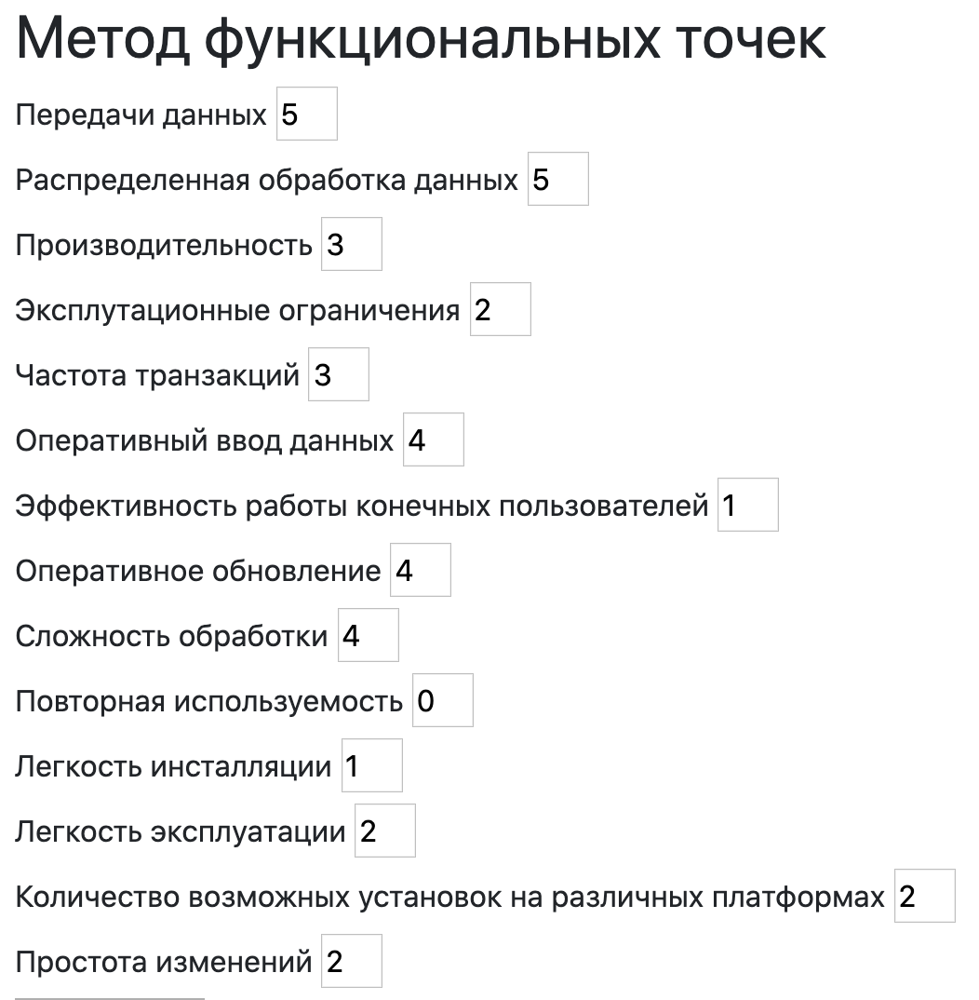 Метод функциональных точек
Передачи данных 5
Распределенная обработка данных 5
Производительность 3
Эксплутационные ограничения 2
Частота транзакций 3
Оперативный ввод данных 4
Эффективность работы конечных пользователей 1
Оперативное обновление 4
Сложность обработки 4
Повторная используемость 0
Легкость инсталляции 1
Легкость эксплуатации 2
Количество возможных установок на различных платформах 2
Простота изменений 2